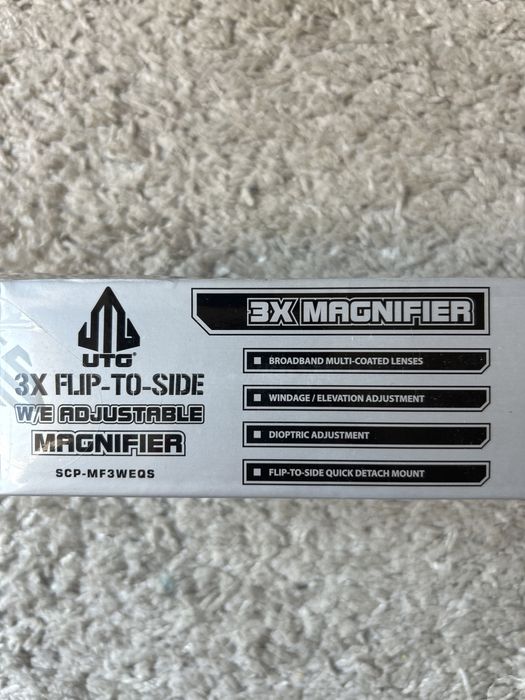 UTG®
3X FLIP-TO-SIDE
W/E ADJUSTABLE
MAGNIFIER
SCP-MF3WEQS
3X MAGNIFIER
BROADBAND MULTI-COATED LENSES
WINDAGE / ELEVATION ADJUSTMENT
DIOPTRIC ADJUSTMENT
FLIP-TO-SIDE QUICK DETACH MOUNT